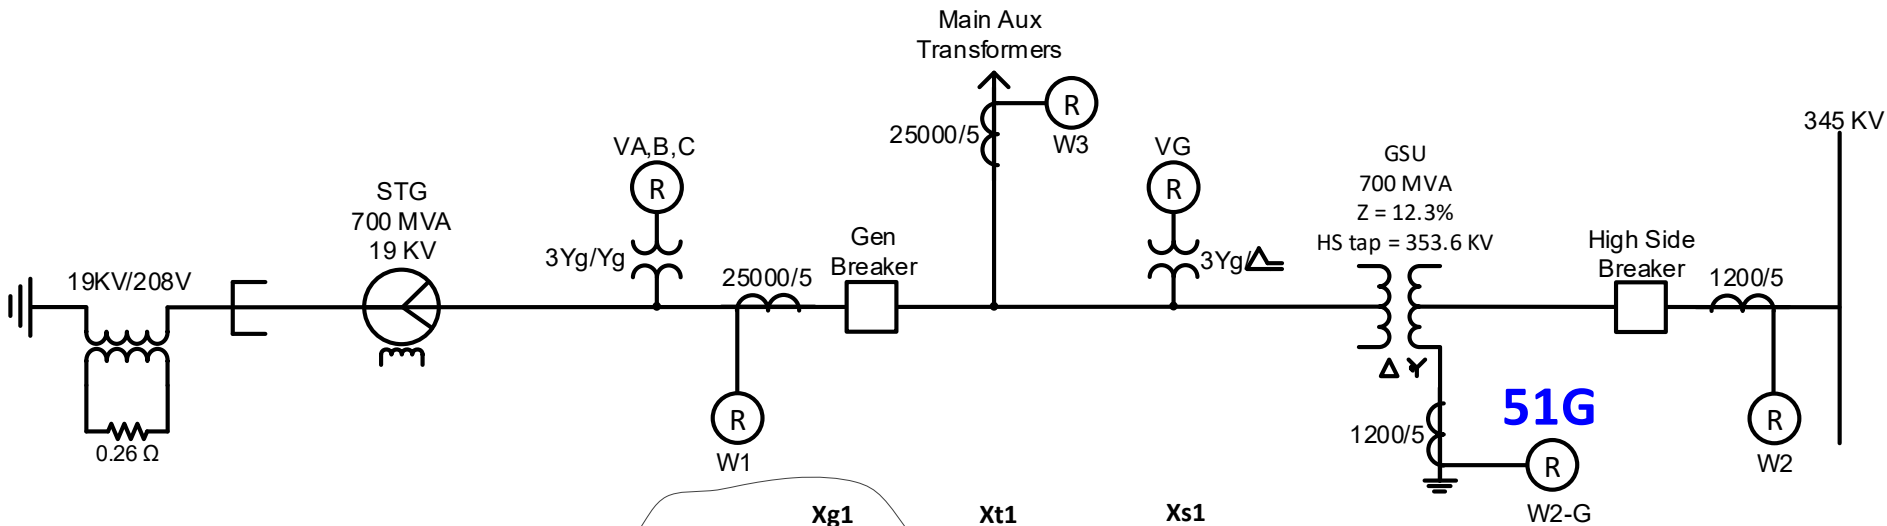 Main Aux
Transformers
R
25000/5
W3
345 KV
VA,B,C
R
VG
R
GSU
700 MVA
Z = 12.3%
HS tap = 353.6 KV
STG
700 MVA
19 KV
3Yg/Yg
Gen
Breaker
3Yg/
High Side
Breaker
19KV/208V
25000/5
1200/5
0.26 Ω
R
W1
51G
1200/5
R
W2-G
R
W2
Xg1
Xt1
Xs1